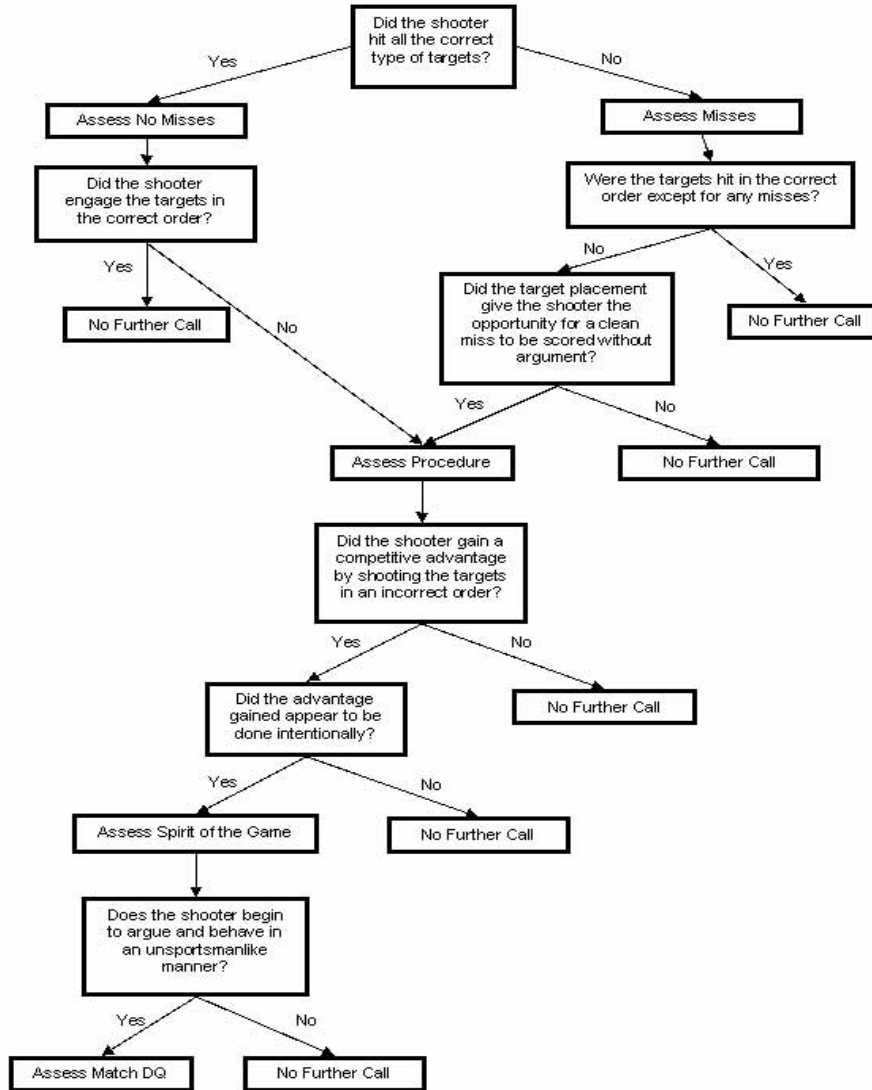 Did the shooter
hit all the correct
type of targets?
Yes
No
Assess No Misses
Assess Misses
Did the shooter
engage the targets in
the correct order?
Were the targets hit in the correct
order except for any misses?
Yes
No
No
Yes
No Further Call
Did the target placement
give the shooter the
opportunity for a clean
miss to be scored without
argument?
No Further Call
Yes
No
Assess Procedure
No Further Call
Did the shooter gain a
competitive advantage
by shooting the targets
in an incorrect order?
Yes
No
Did the advantage
gained appear to be
done intentionally?
No Further Call
Yes
No
Assess Spirit of the Game
No Further Call
Does the shooter begin
to argue and behave in
an unsportsmanlike
manner?
Yes
No
Assess Match DQ
No Further Call